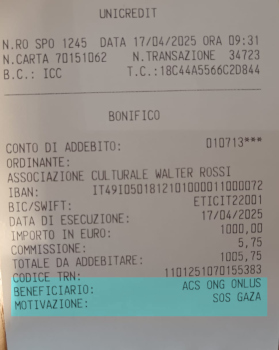 UNICREDIT
N.RO SPO 1245 DATA 17/04/2025 ORA 09:31
N.CARTA 70151062 N.TRANSAZIONE 34723
B.C.: ICC T.C.:18C44A5566C2D844
BONIFICO
CONTO DI ADDEBITO: 010713***
ORDINANTE:
ASSOCIAZIONE CULTURALE WALTER ROSSI
IBAN: IT49I0501812101000011000072
BIC/SWIFT: ETICIT22001
DATA DI ESECUZIONE: 17/04/2025
IMPORTO IN EURO: 1000,00
COMMISSIONE: 5,75
TOTALE DA ADDEBITARE: 1005,75
CODICE TRN: 1101251070155383
BENEFICIARIO: ACS ONG ONLUS
MOTIVAZIONE: SOS GAZA